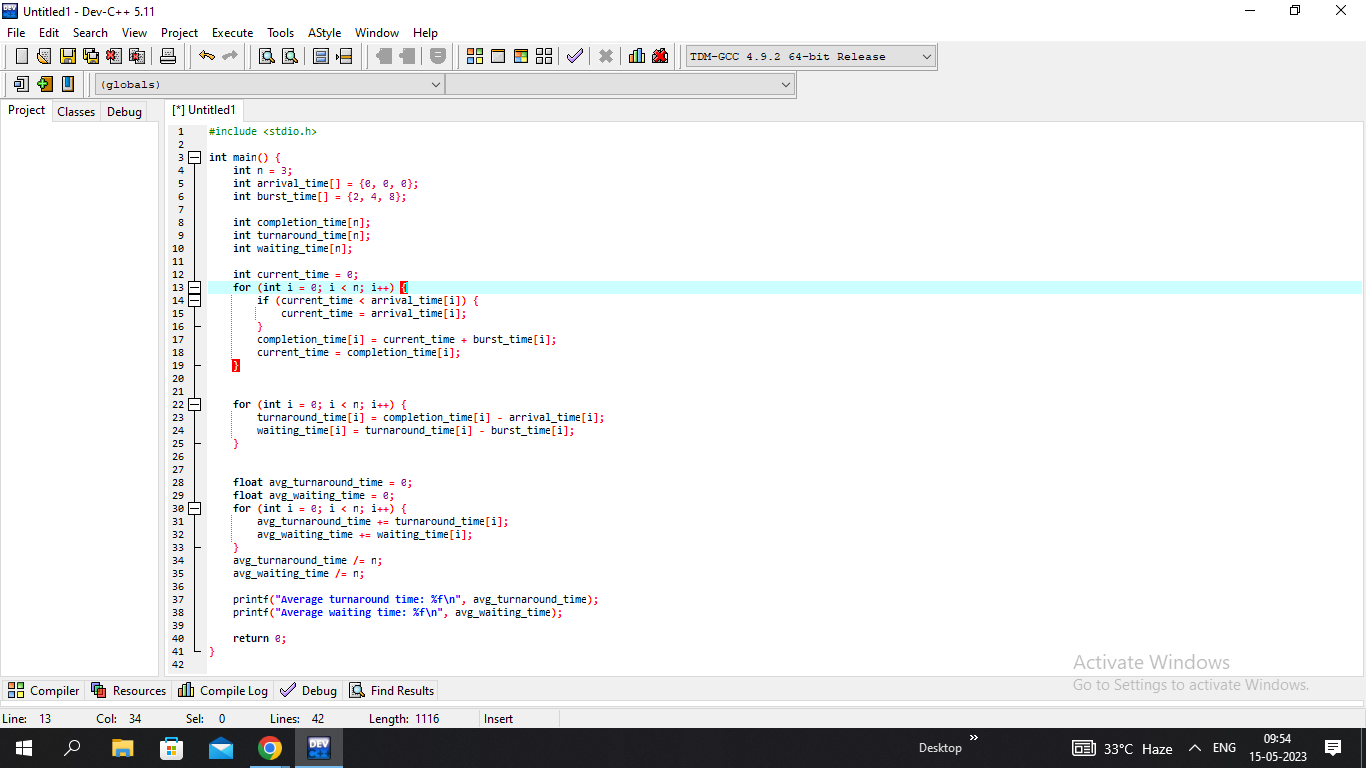 Untitled1 - Dev-C++ 5.11
File Edit Search View Project Execute Tools AStyle Window Help
TDM-GCC 4.9.2 64-bit Release
(globals)
Project Classes Debug [*] Untitled1
1 #include <stdio.h>
2
3 int main() {
4 int n = 3;
5 int arrival_time[] = {0, 0, 0};
6 int burst_time[] = {2, 4, 8};
7
8 int completion_time[n];
9 int turnaround_time[n];
10 int waiting_time[n];
11
12 int current_time = 0;
13 for (int i = 0; i < n; i++) {
14 if (current_time < arrival_time[i]) {
15 current_time = arrival_time[i];
16 }
17 completion_time[i] = current_time + burst_time[i];
18 current_time = completion_time[i];
19 }
20
21
22 for (int i = 0; i < n; i++) {
23 turnaround_time[i] = completion_time[i] - arrival_time[i];
24 waiting_time[i] = turnaround_time[i] - burst_time[i];
25 }
26
27
28 float avg_turnaround_time = 0;
29 float avg_waiting_time = 0;
30 for (int i = 0; i < n; i++) {
31 avg_turnaround_time += turnaround_time[i];
32 avg_waiting_time += waiting_time[i];
33 }
34 avg_turnaround_time /= n;
35 avg_waiting_time /= n;
36
37 printf("Average turnaround time: %f\n", avg_turnaround_time);
38 printf("Average waiting time: %f\n", avg_waiting_time);
39
40 return 0;
41 }
42
Activate Windows
Go to Settings to activate Windows.
Compiler Resources Compile Log Debug Find Results
Line: 13 Col: 34 Sel: 0 Lines: 42 Length: 1116 Insert
DEV C++ Desktop » 33°C Haze ENG 09:54
15-05-2023